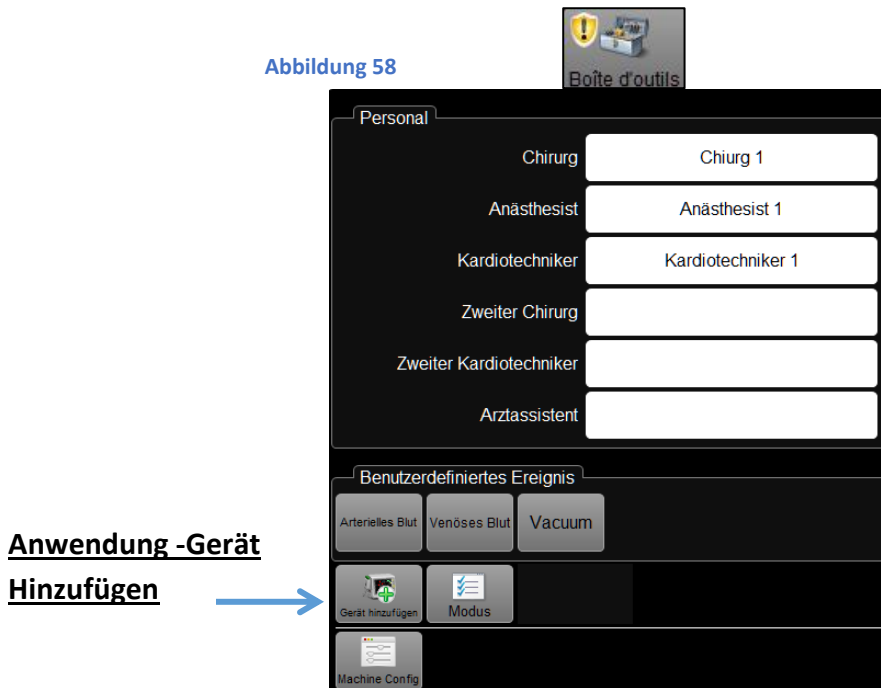 Abbildung 58
Boîte d'outils
Personal
Chirurg
Chiurg 1
Anästhesist
Anästhesist 1
Kardiotechniker
Kardiotechniker 1
Zweiter Chirurg
Zweiter Kardiotechniker
Arztassistent
Benutzerdefiniertes Ereignis
Arterielles Blut
Venöses Blut
Vacuum
Anwendung -Gerät
Hinzufügen
Gerät hinzufügen
Modus
Machine Config